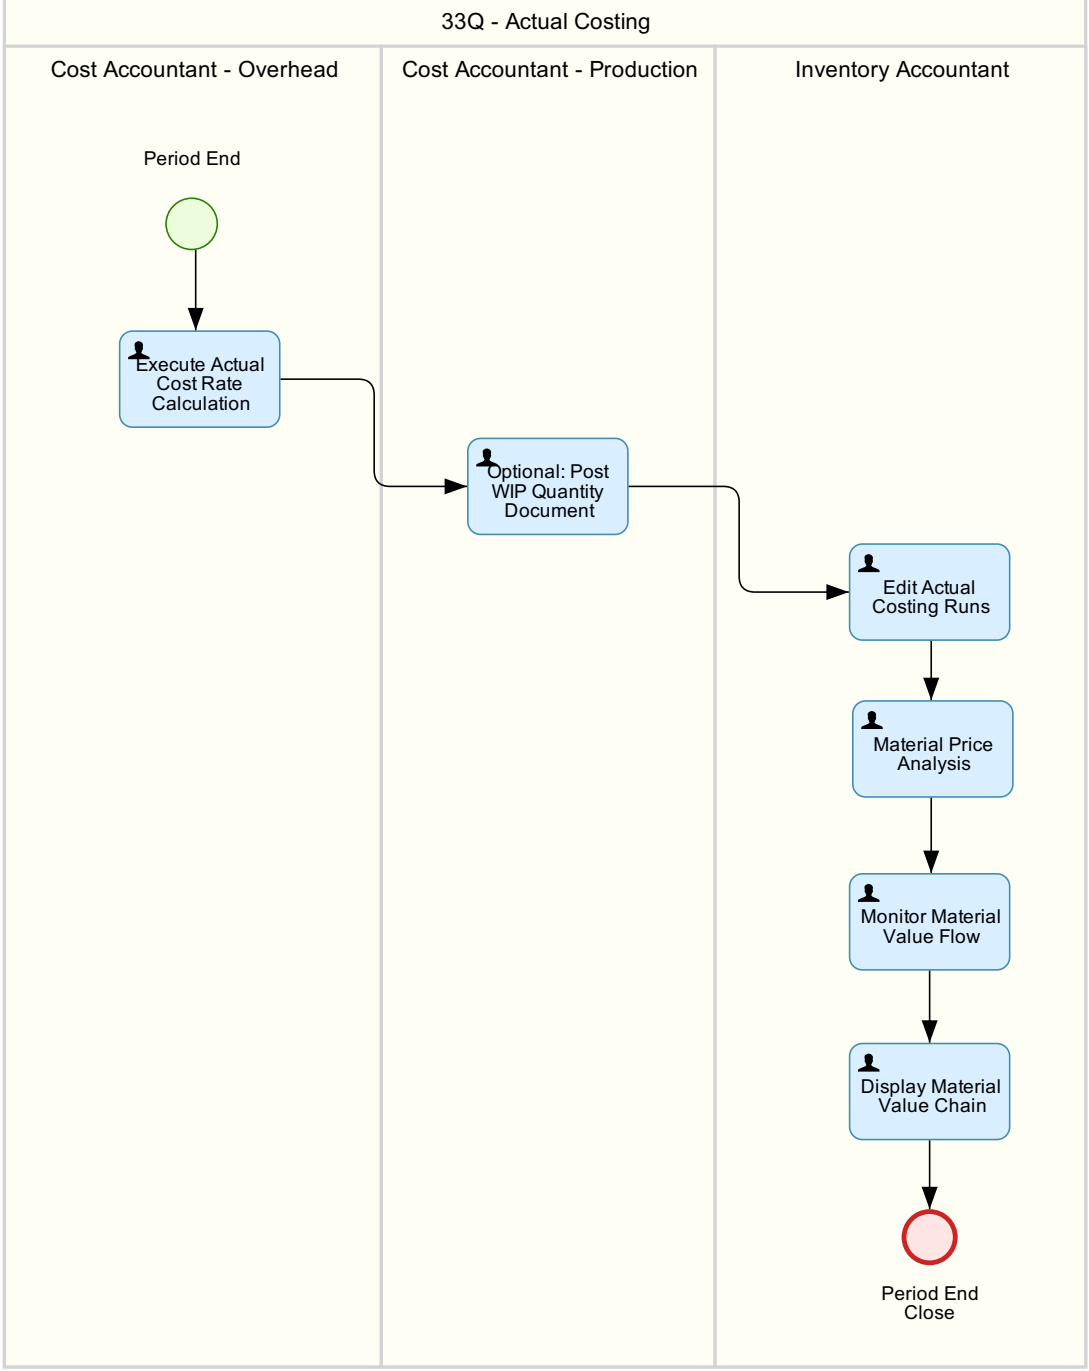 33Q - Actual Costing
Cost Accountant - Overhead
Cost Accountant - Production
Inventory Accountant
Period End
Execute Actual
Cost Rate
Calculation
Optional: Post
WIP Quantity
Document
Edit Actual
Costing Runs
Material Price
Analysis
Monitor Material
Value Flow
Display Material
Value Chain
Period End
Close